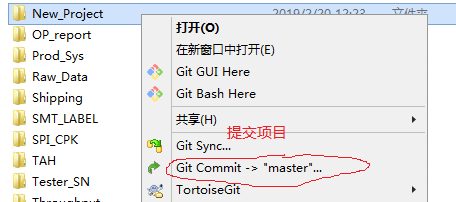 New_Project
2019/2/20 12:23
文件夹
OP_report
Prod_Sys
Raw_Data
Shipping
SMT_LABEL
SPI_CPK
TAH
Tester_SN
打开(O)
在新窗口中打开(E)
Git GUI Here
Git Bash Here
共享(H)
提交项目
Git Sync...
Git Commit -> "master"...
TortoiseGit